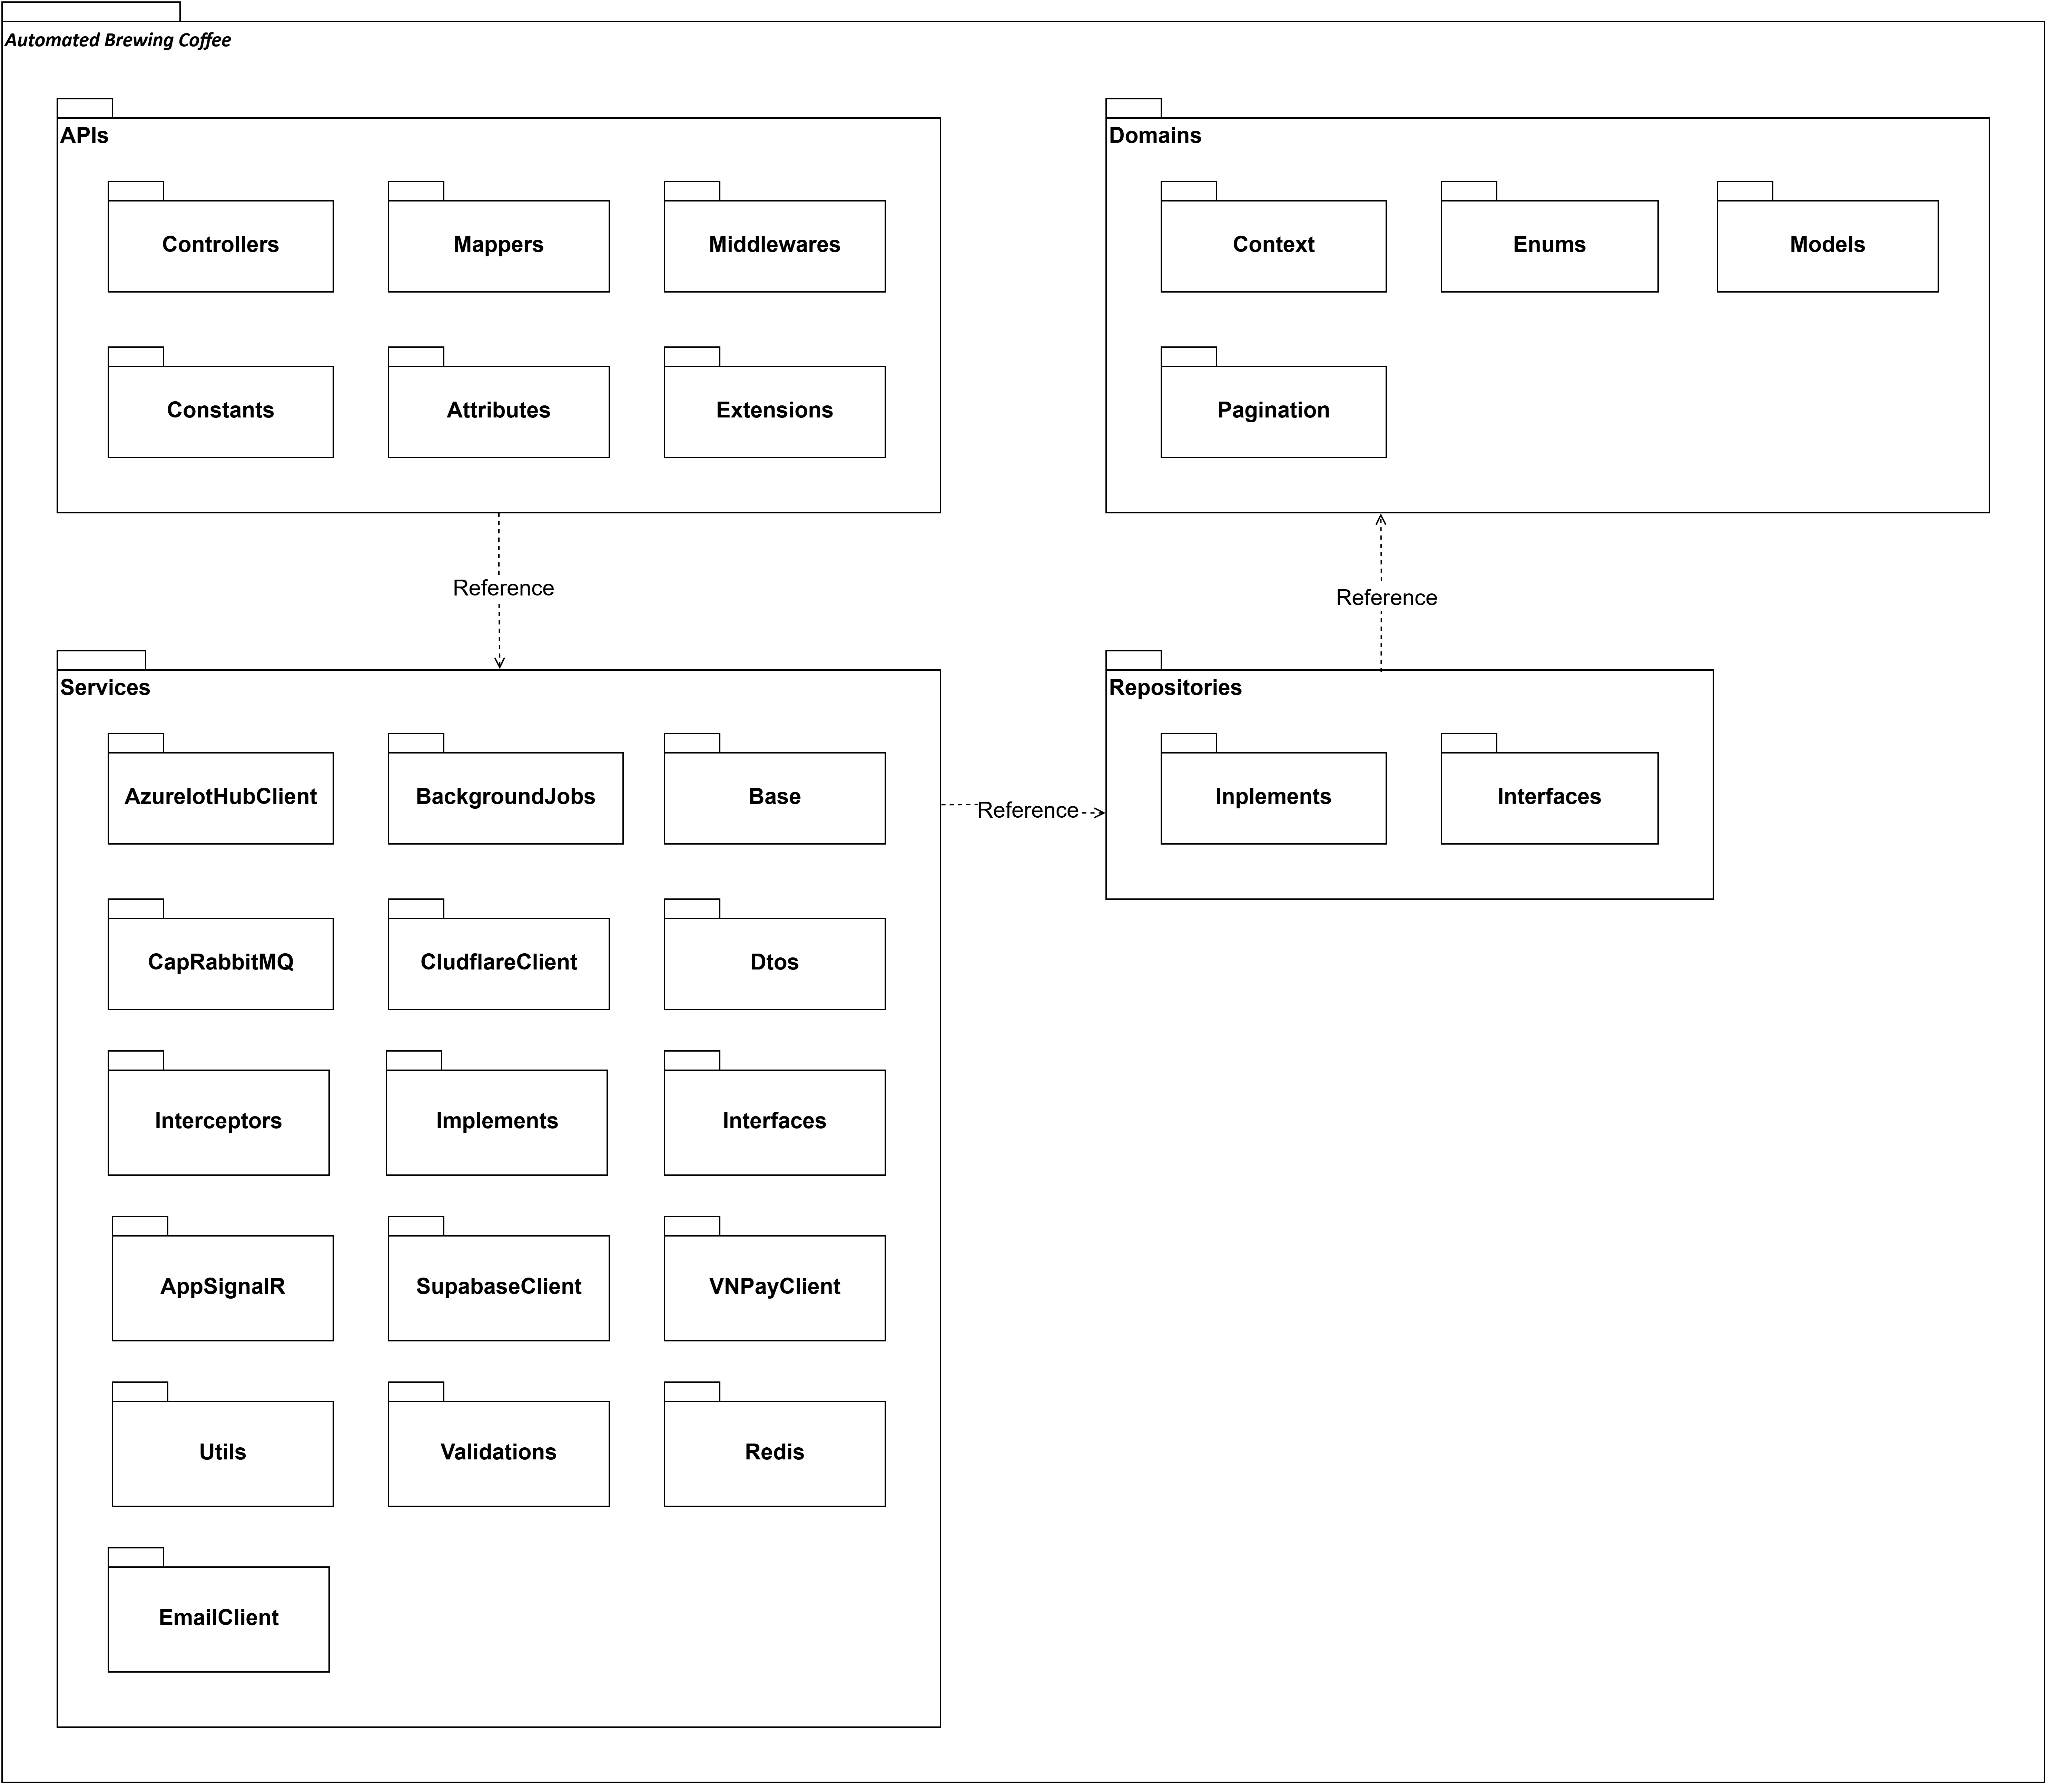 Automated Brewing Coffee
APIs
Controllers
Mappers
Middlewares
Constants
Attributes
Extensions
Domains
Context
Enums
Models
Pagination
Reference
Reference
Services
AzureIotHubClient
BackgroundJobs
Base
CapRabbitMQ
CludflareClient
Dtos
Interceptors
Implements
Interfaces
AppSignalR
SupabaseClient
VNPayClient
Utils
Validations
Redis
EmailClient
Reference
Repositories
Inplements
Interfaces